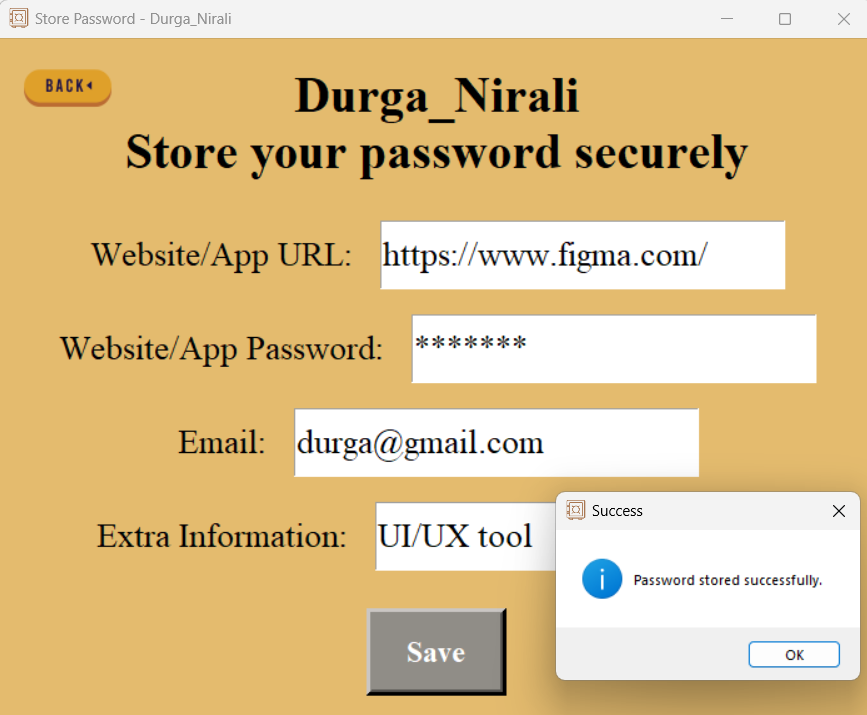 Store Password - Durga_Nirali
BACK
Durga_Nirali
Store your password securely
Website/App URL: https://www.figma.com/
Website/App Password: *******
Email: durga@gmail.com
Extra Information: UI/UX tool
Success
Password stored successfully.
OK
Save